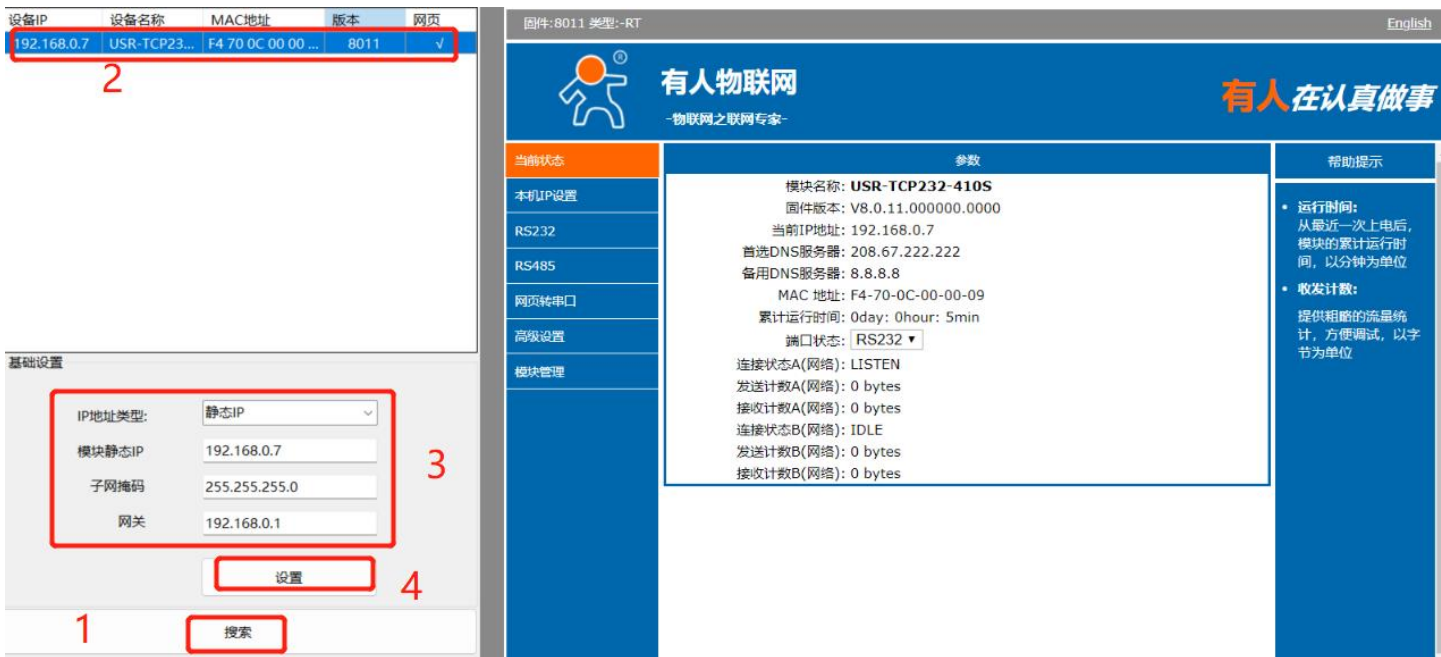 设备IP 设备名称 MAC地址 版本 网页
192.168.0.7 USR-TCP23... F4 70 0C 00 00 ... 8011 √
2
基础设置
IP地址类型: 静态IP
模块静态IP 192.168.0.7
子网掩码 255.255.255.0
网关 192.168.0.1
3
设置
4
1
搜索
固件:8011 类型:-RT English
®
有人物联网
-物联网之联网专家-
有人在认真做事
当前状态
本机IP设置
RS232
RS485
网页转串口
高级设置
模块管理
参数
模块名称: USR-TCP232-410S
固件版本: V8.0.11.000000.0000
当前IP地址: 192.168.0.7
首选DNS服务器: 208.67.222.222
备用DNS服务器: 8.8.8.8
MAC 地址: F4-70-0C-00-00-09
累计运行时间: 0day: 0hour: 5min
端口状态: RS232 ▾
连接状态A(网络): LISTEN
发送计数A(网络): 0 bytes
接收计数A(网络): 0 bytes
连接状态B(网络): IDLE
发送计数B(网络): 0 bytes
接收计数B(网络): 0 bytes
帮助提示
• 运行时间:
从最近一次上电后,
模块的累计运行时
间, 以分钟为单位
• 收发计数:
提供粗略的流量统
计, 方便调试, 以字
节为单位